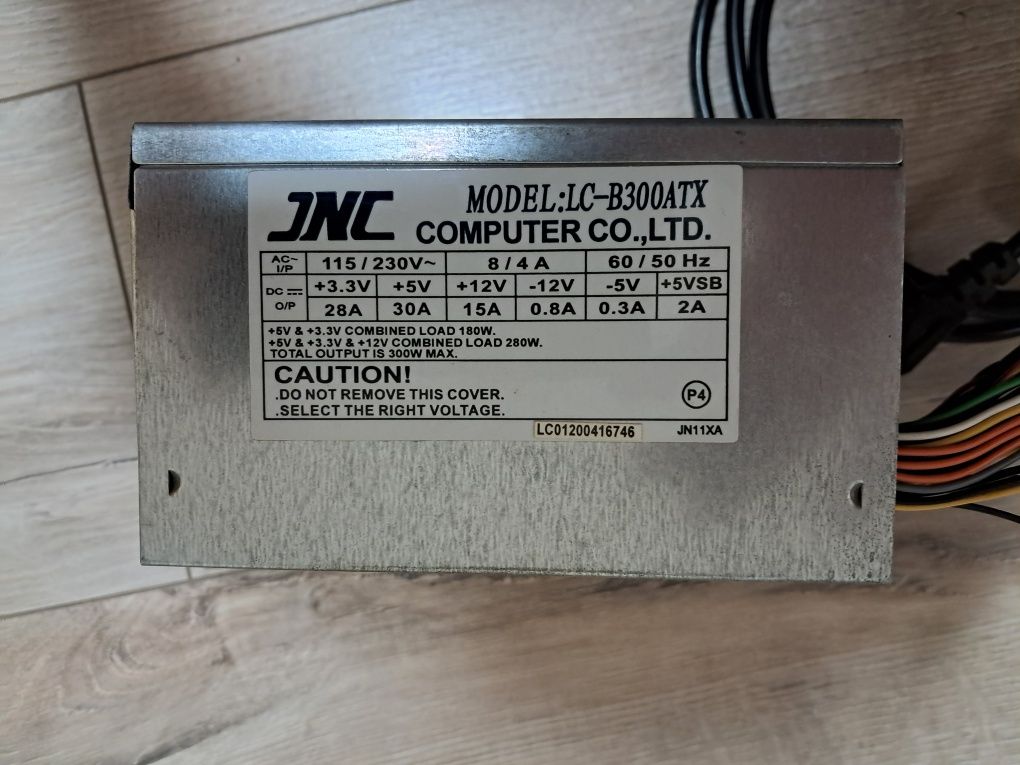 JNC MODEL:LC-B300ATX
COMPUTER CO.,LTD.
AC~ I/P 115 / 230V~ 8 / 4 A 60 / 50 Hz
DC O/P +3.3V +5V +12V -12V -5V +5VSB
28A 30A 15A 0.8A 0.3A 2A
+5V & +3.3V COMBINED LOAD 180W.
+5V & +3.3V & +12V COMBINED LOAD 280W.
TOTAL OUTPUT IS 300W MAX.
CAUTION!
.DO NOT REMOVE THIS COVER.
.SELECT THE RIGHT VOLTAGE.
P4
LC01200416746 JN11XA